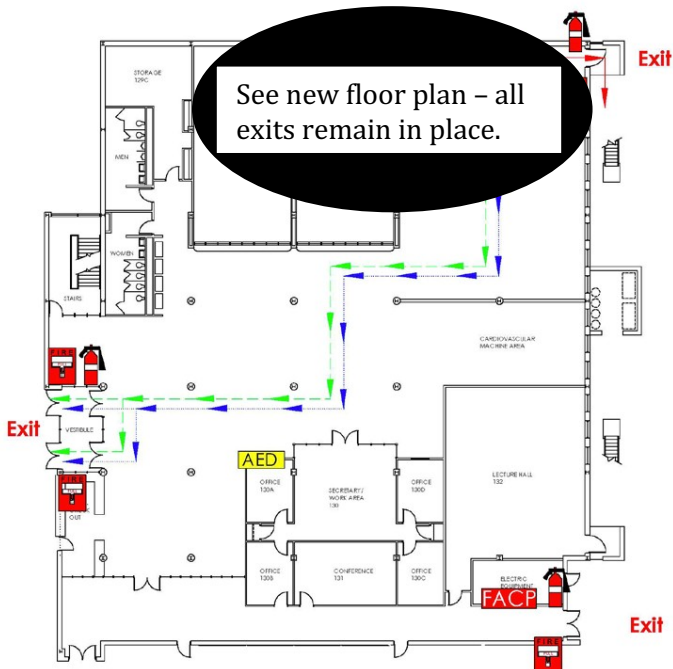 Exit
STORAGE
129C
See new floor plan – all
exits remain in place.
MEN
WOMEN
STAIRS
CARDIOVASCULAR
MACHINE AREA
FIRE
Exit
VESTIBULE
AED
OFFICE
130A
SECRETARY/
WORK AREA
130
OFFICE
130D
LECTURE HALL
132
FIRE
OUT
OFFICE
130B
CONFERENCE
131
OFFICE
130C
ELECTRIC
EQUIPMENT
FACP
Exit
FIRE